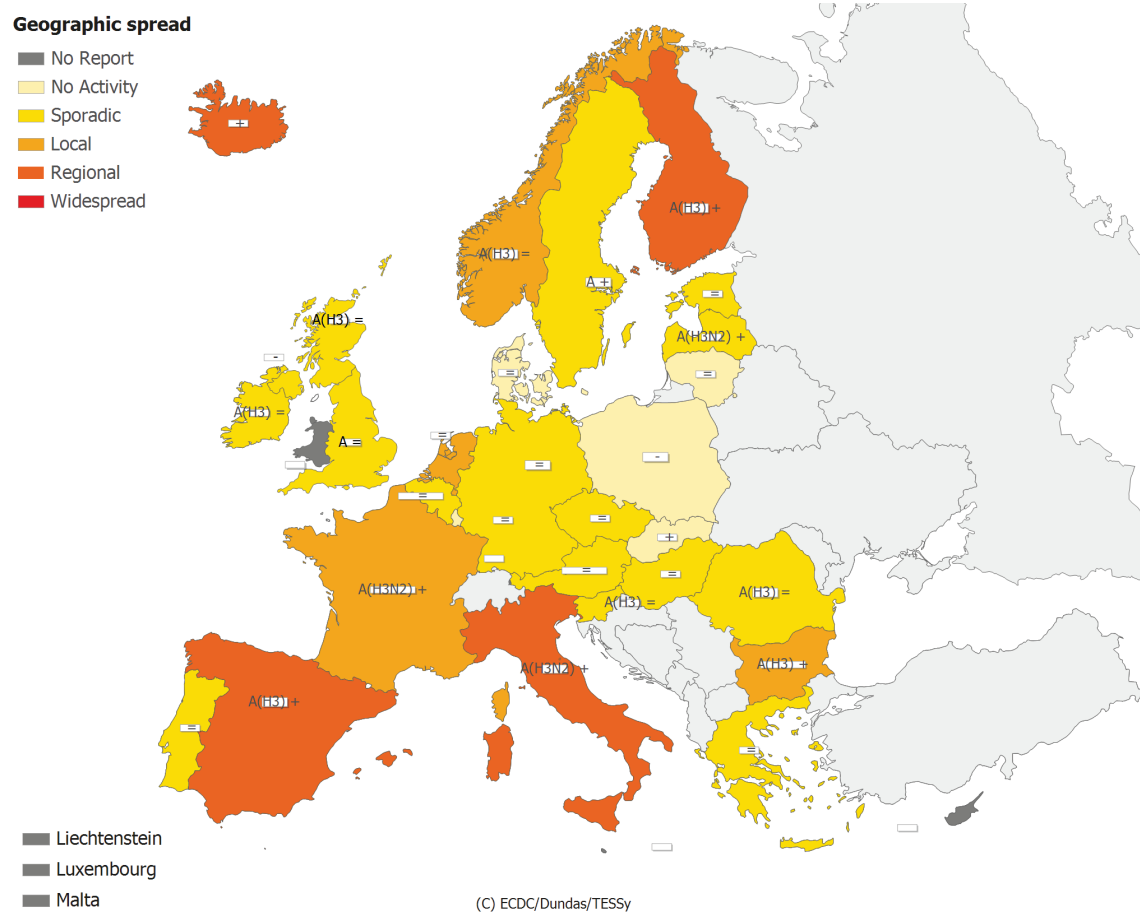 Geographic spread
No Report
No Activity
Sporadic
Local
Regional
Widespread
+
A(H3) +
A(H3) =
A +
=
A(H3N2) +
=
A(H3) =
-
=
A(H3) =
A =
=
=
-
=
=
=
+
=
=
A(H3N2) +
A(H3) =
A(H3) =
A(H3N2) +
A(H3) +
A(H3) +
=
=
Liechtenstein
Luxembourg
Malta
(C) ECDC/Dundas/TESSy